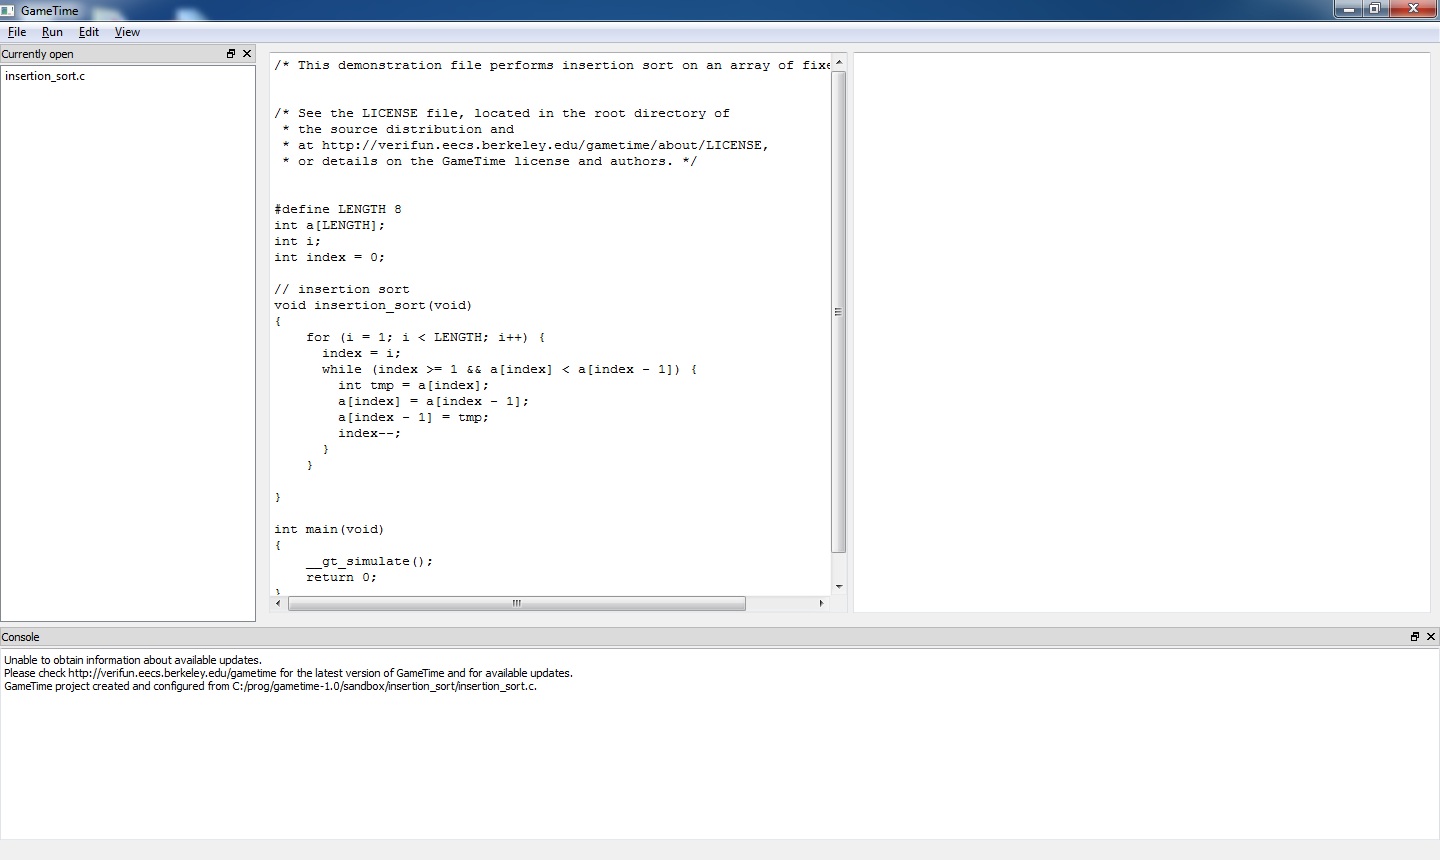 GameTime
File Run Edit View
Currently open
insertion_sort.c
/* This demonstration file performs insertion sort on an array of fixe
/* See the LICENSE file, located in the root directory of
 * the source distribution and
 * at http://verifun.eecs.berkeley.edu/gametime/about/LICENSE,
 * or details on the GameTime license and authors. */
#define LENGTH 8
int a[LENGTH];
int i;
int index = 0;
// insertion sort
void insertion_sort(void)
{
    for (i = 1; i < LENGTH; i++) {
      index = i;
      while (index >= 1 && a[index] < a[index - 1]) {
        int tmp = a[index];
        a[index] = a[index - 1];
        a[index - 1] = tmp;
        index--;
      }
    }
}
int main(void)
{
    __gt_simulate();
    return 0;
}
Console
Unable to obtain information about available updates.
Please check http://verifun.eecs.berkeley.edu/gametime for the latest version of GameTime and for available updates.
GameTime project created and configured from C:/prog/gametime-1.0/sandbox/insertion_sort/insertion_sort.c.